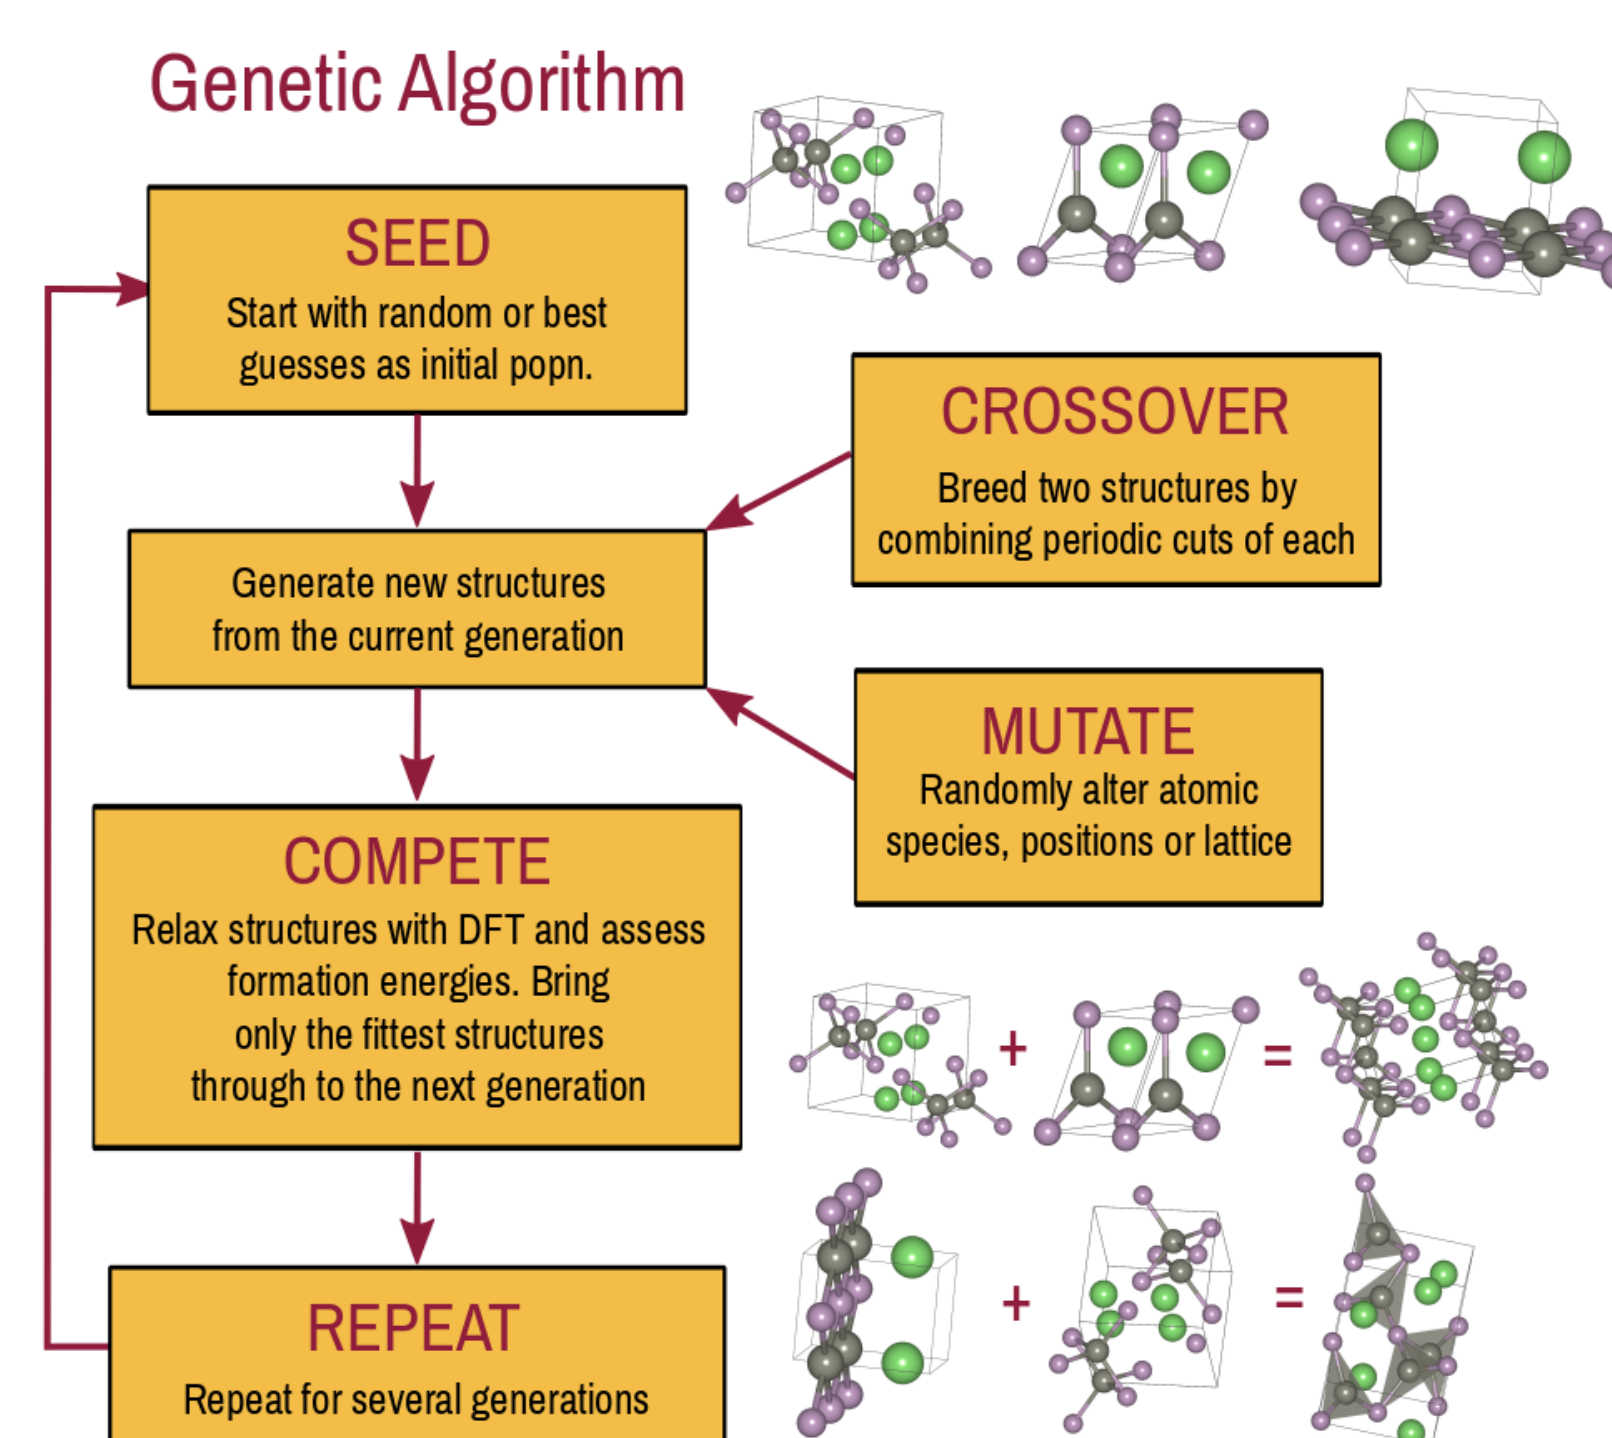 Genetic Algorithm
SEED
Start with random or best
guesses as initial popn.
CROSSOVER
Breed two structures by
combining periodic cuts of each
Generate new structures
from the current generation
MUTATE
Randomly alter atomic
species, positions or lattice
COMPETE
Relax structures with DFT and assess
formation energies. Bring
only the fittest structures
through to the next generation
+ =
+ =
REPEAT
Repeat for several generations